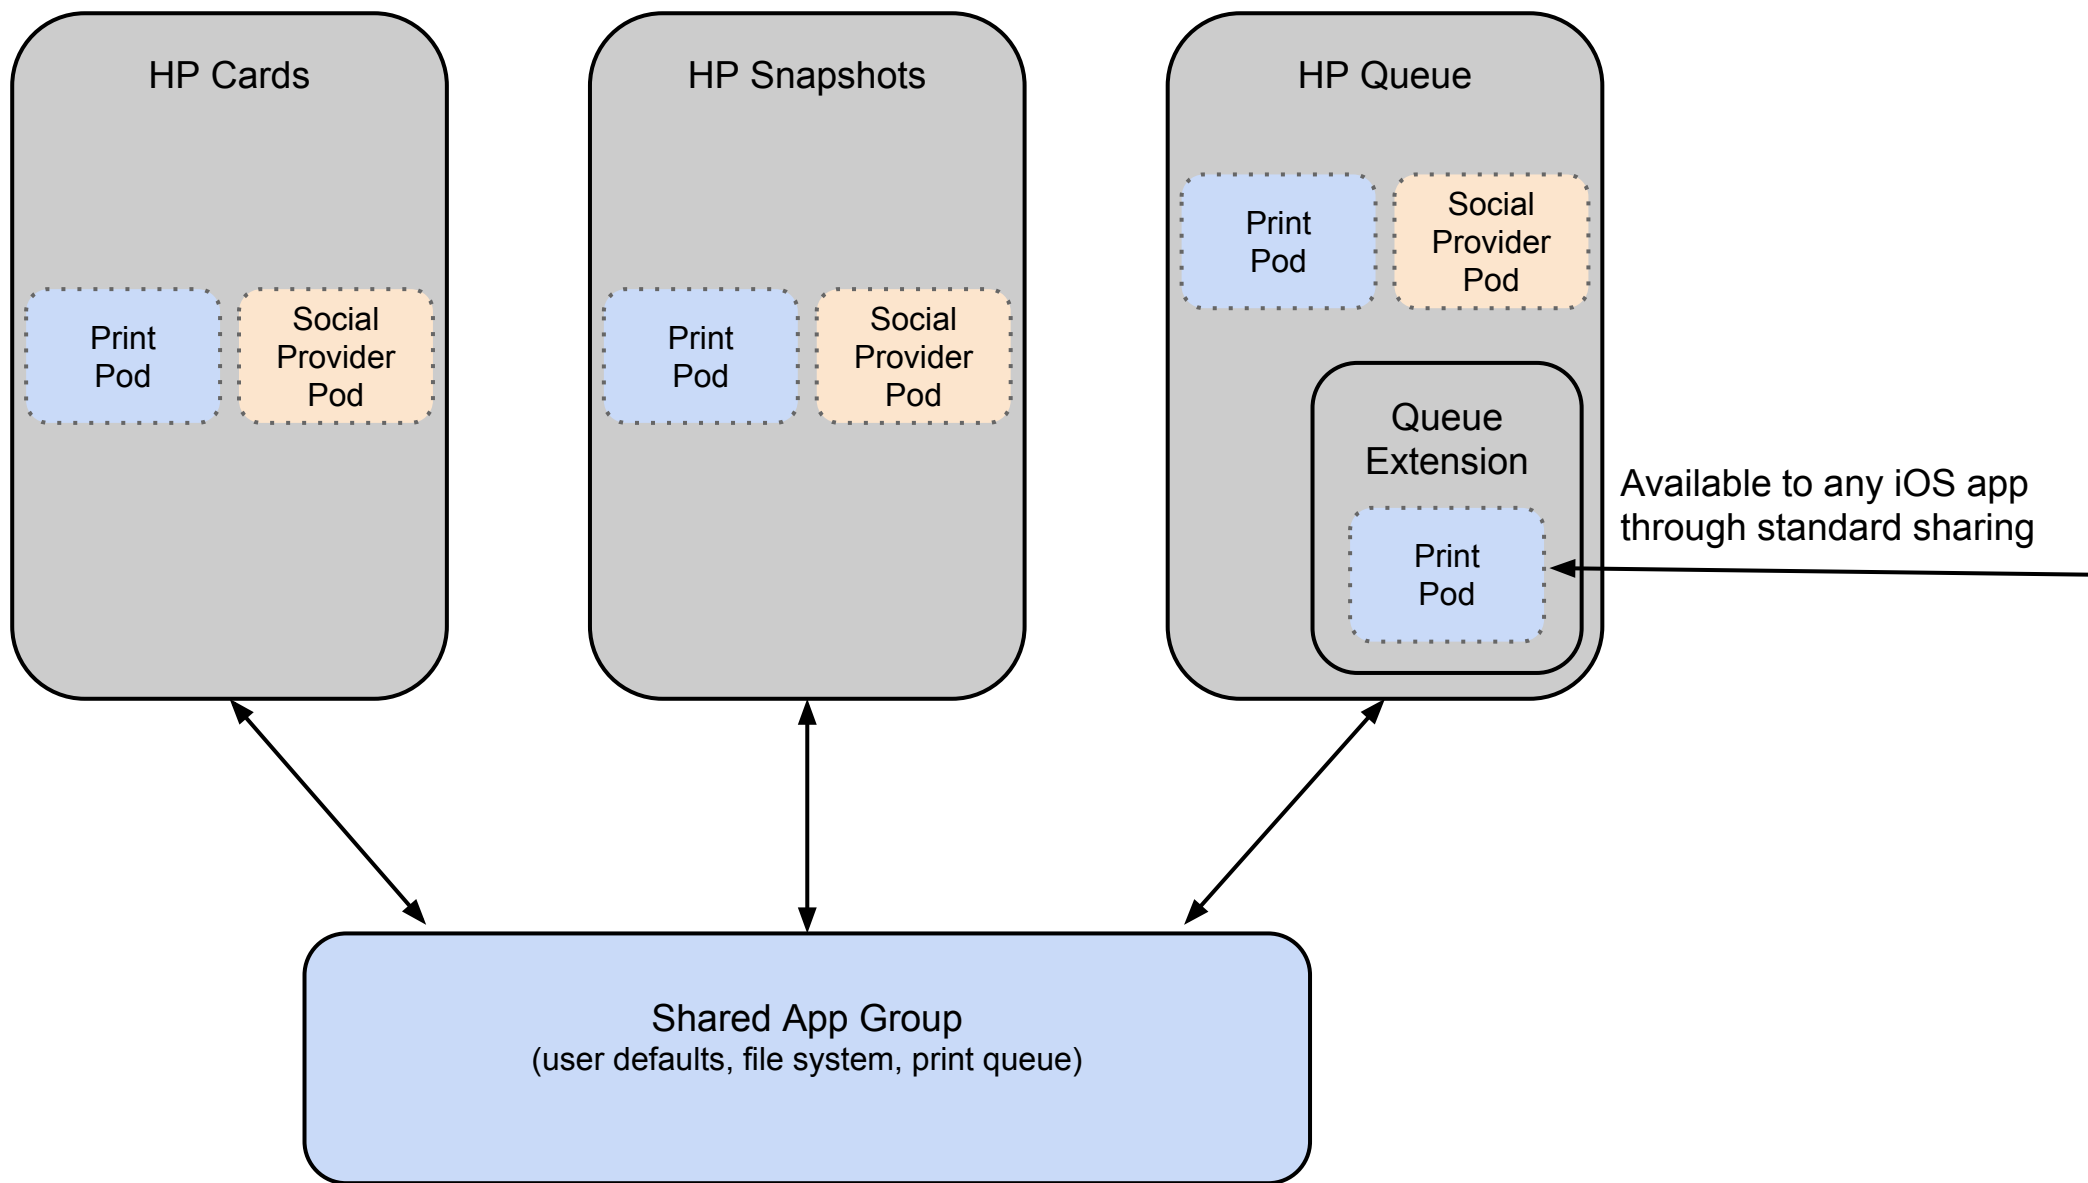 HP Cards
Print
Pod
Social
Provider
Pod
HP Snapshots
Print
Pod
Social
Provider
Pod
HP Queue
Print
Pod
Social
Provider
Pod
Queue
Extension
Print
Pod
Available to any iOS app
through standard sharing
Shared App Group
(user defaults, file system, print queue)